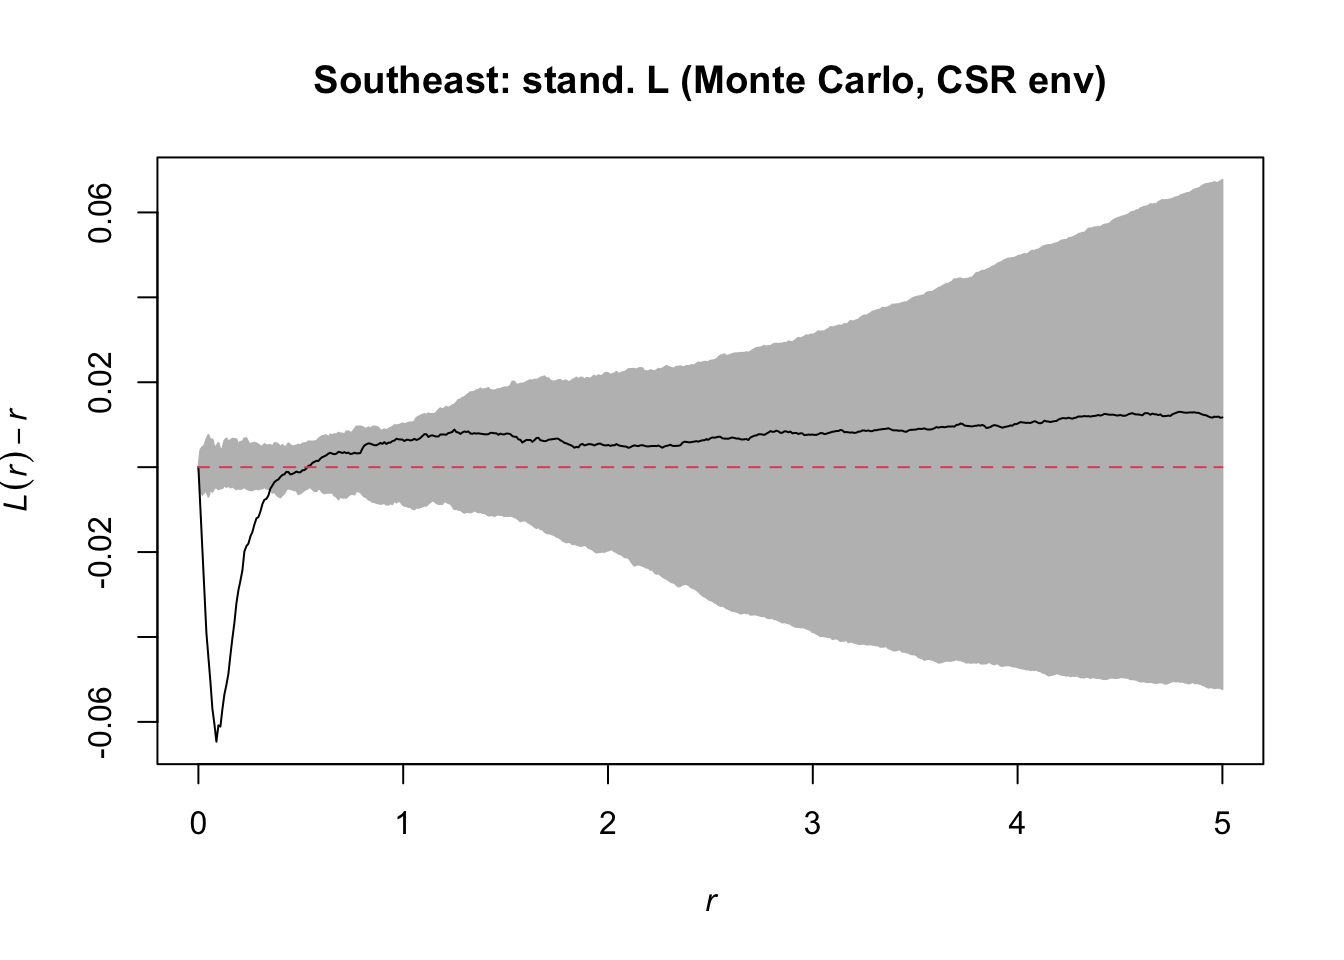 Southeast: stand. L (Monte Carlo, CSR env)
0.06
0.02
-0.02
-0.06
L(r) − r
0 1 2 3 4 5
r